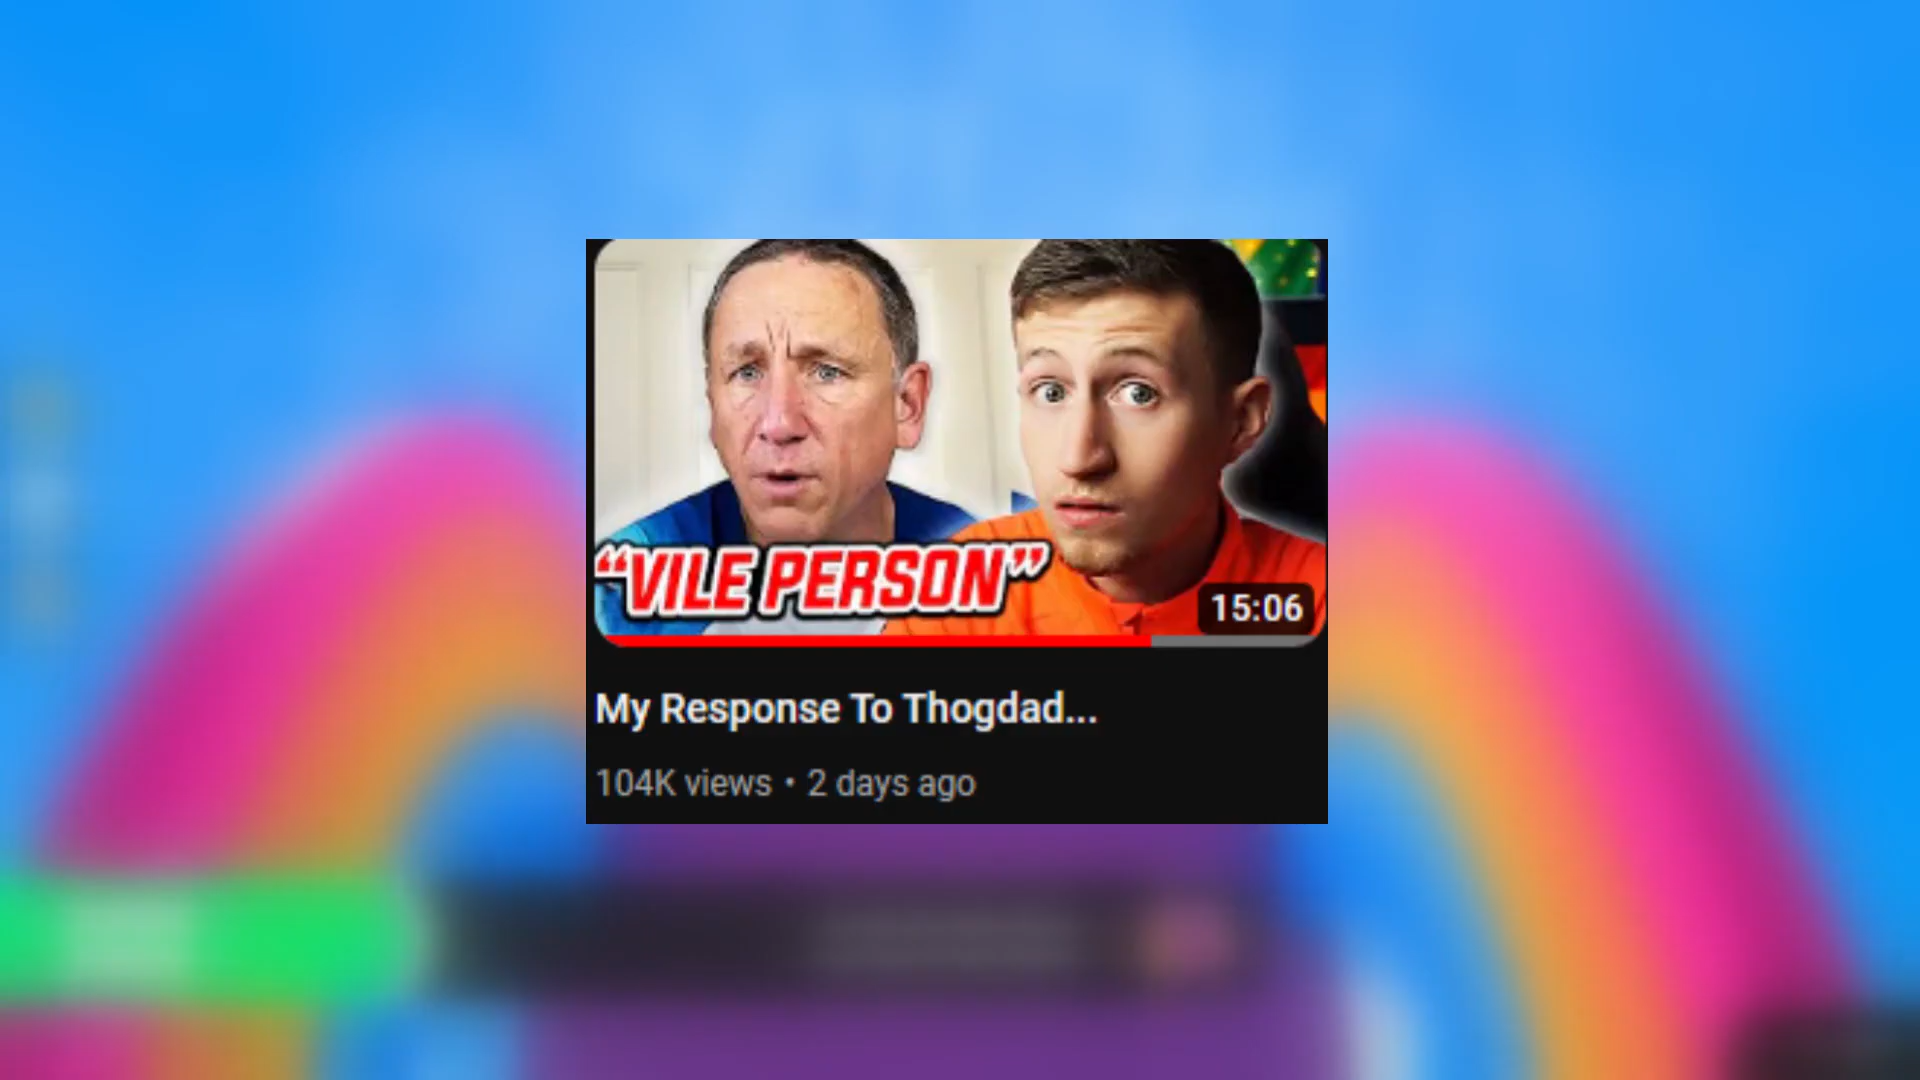 “VILE PERSON”
15:06
My Response To Thogdad...
104K views • 2 days ago